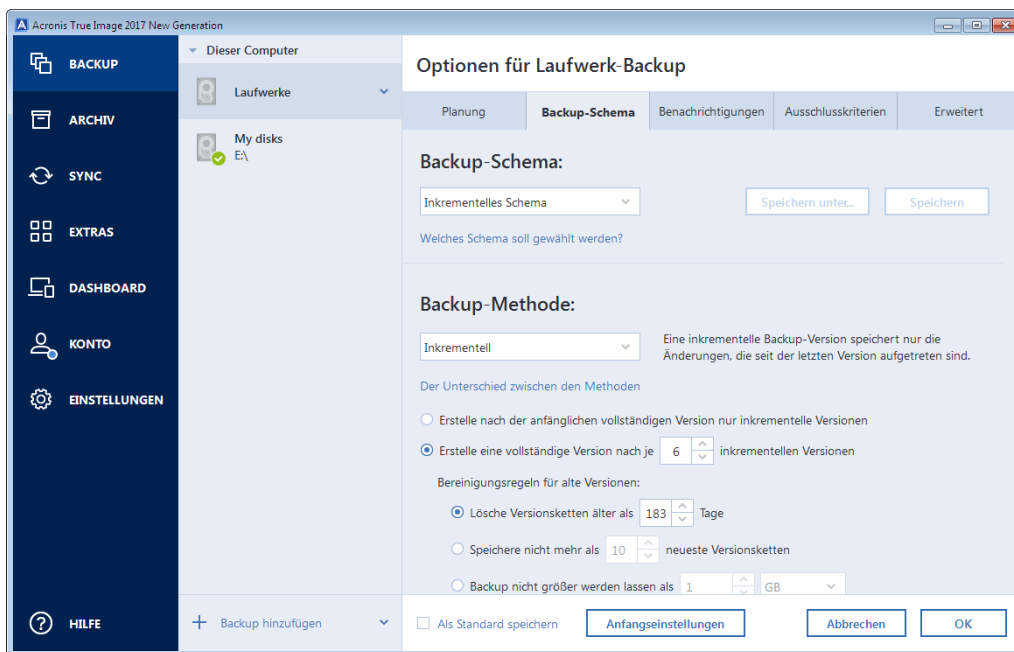 Acronis True Image 2017 New Generation
BACKUP
ARCHIV
SYNC
EXTRAS
DASHBOARD
KONTO
EINSTELLUNGEN
HILFE
Dieser Computer
Laufwerke
My disks
E:\
Backup hinzufügen
Optionen für Laufwerk-Backup
Planung
Backup-Schema
Benachrichtigungen
Ausschlusskriterien
Erweitert
Backup-Schema:
Inkrementelles Schema
Speichern unter...
Speichern
Welches Schema soll gewählt werden?
Backup-Methode:
Inkrementell
Eine inkrementelle Backup-Version speichert nur die
Änderungen, die seit der letzten Version aufgetreten sind.
Der Unterschied zwischen den Methoden
Erstelle nach der anfänglichen vollständigen Version nur inkrementelle Versionen
Erstelle eine vollständige Version nach je 6 inkrementellen Versionen
Bereinigungsregeln für alte Versionen:
Lösche Versionsketten älter als 183 Tage
Speichere nicht mehr als 10 neueste Versionsketten
Backup nicht größer werden lassen als 1 GB
Als Standard speichern
Anfangseinstellungen
Abbrechen
OK